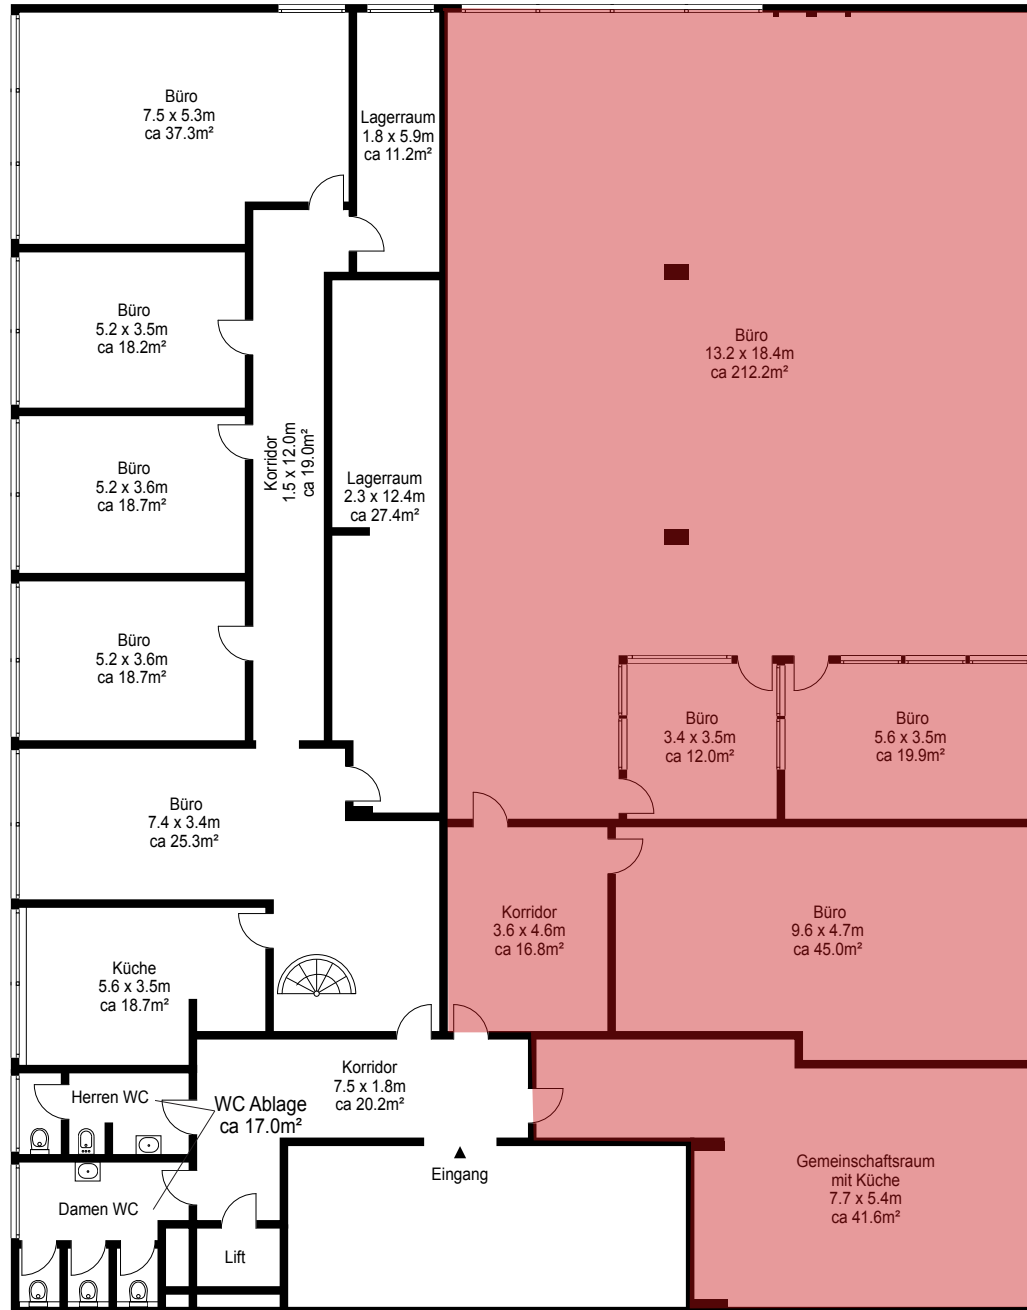 Büro
7.5 x 5.3m
ca 37.3m²
Lagerraum
1.8 x 5.9m
ca 11.2m²
Büro
5.2 x 3.5m
ca 18.2m²
Büro
13.2 x 18.4m
ca 212.2m²
Korridor
1.5 x 12.0m
ca 19.0m²
Büro
5.2 x 3.6m
ca 18.7m²
Lagerraum
2.3 x 12.4m
ca 27.4m²
Büro
5.2 x 3.6m
ca 18.7m²
Büro
3.4 x 3.5m
ca 12.0m²
Büro
5.6 x 3.5m
ca 19.9m²
Büro
7.4 x 3.4m
ca 25.3m²
Korridor
3.6 x 4.6m
ca 16.8m²
Büro
9.6 x 4.7m
ca 45.0m²
Küche
5.6 x 3.5m
ca 18.7m²
Korridor
7.5 x 1.8m
ca 20.2m²
Herren WC
WC Ablage
ca 17.0m²
Eingang
Gemeinschaftsraum
mit Küche
7.7 x 5.4m
ca 41.6m²
Damen WC
Lift